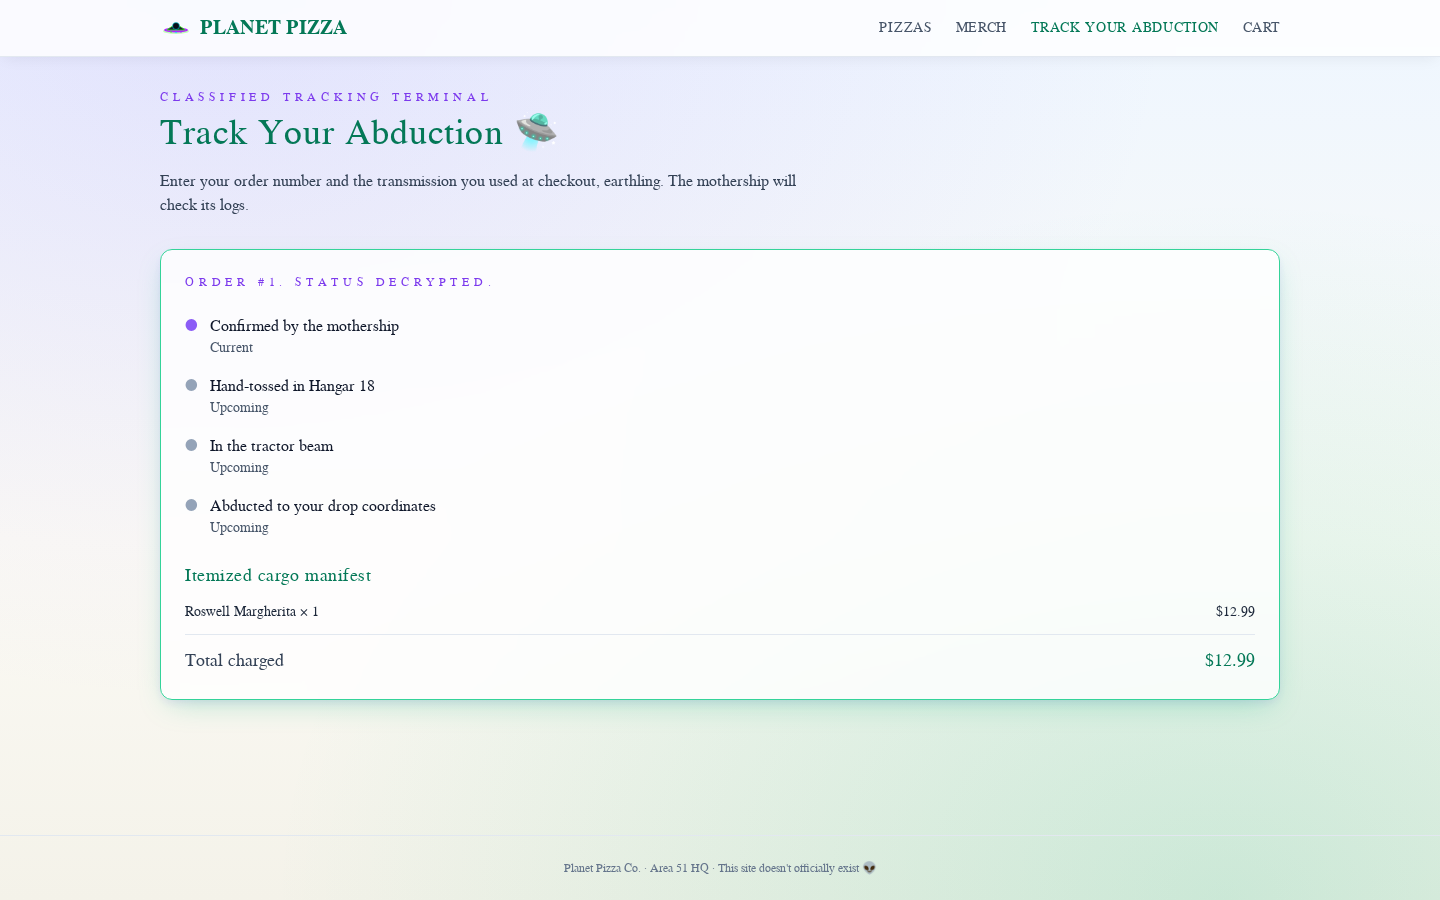 PLANET PIZZA
PIZZAS MERCH TRACK YOUR ABDUCTION CART
CLASSIFIED TRACKING TERMINAL
Track Your Abduction 🛸
Enter your order number and the transmission you used at checkout, earthling. The mothership will
check its logs.
ORDER #1. STATUS DECRYPTED.
Confirmed by the mothership
Current
Hand-tossed in Hangar 18
Upcoming
In the tractor beam
Upcoming
Abducted to your drop coordinates
Upcoming
Itemized cargo manifest
Roswell Margherita × 1 $12.99
Total charged $12.99
Planet Pizza Co. · Area 51 HQ · This site doesn't officially exist 👽